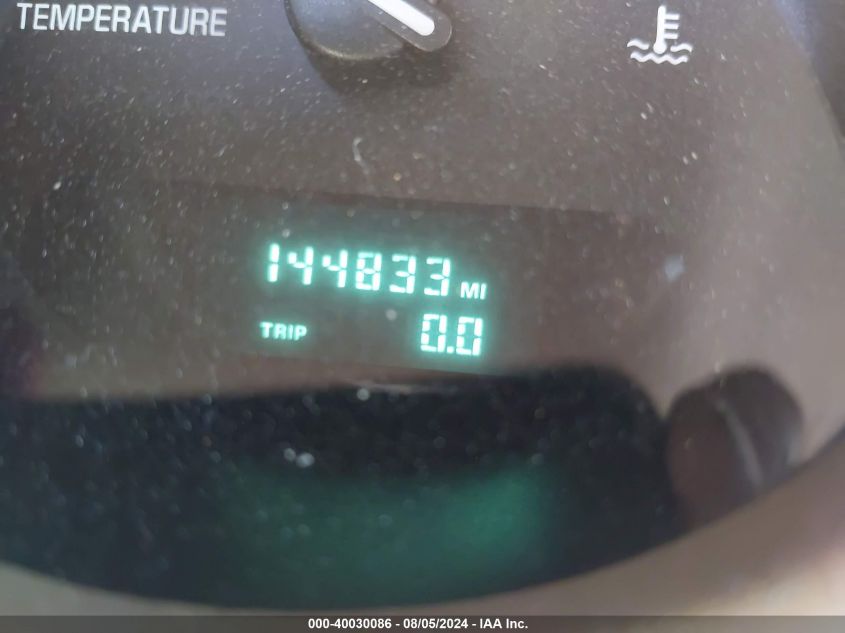 TEMPERATURE
144833 MI
TRIP 0.0
000-40030086 - 08/05/2024 - IAA Inc.